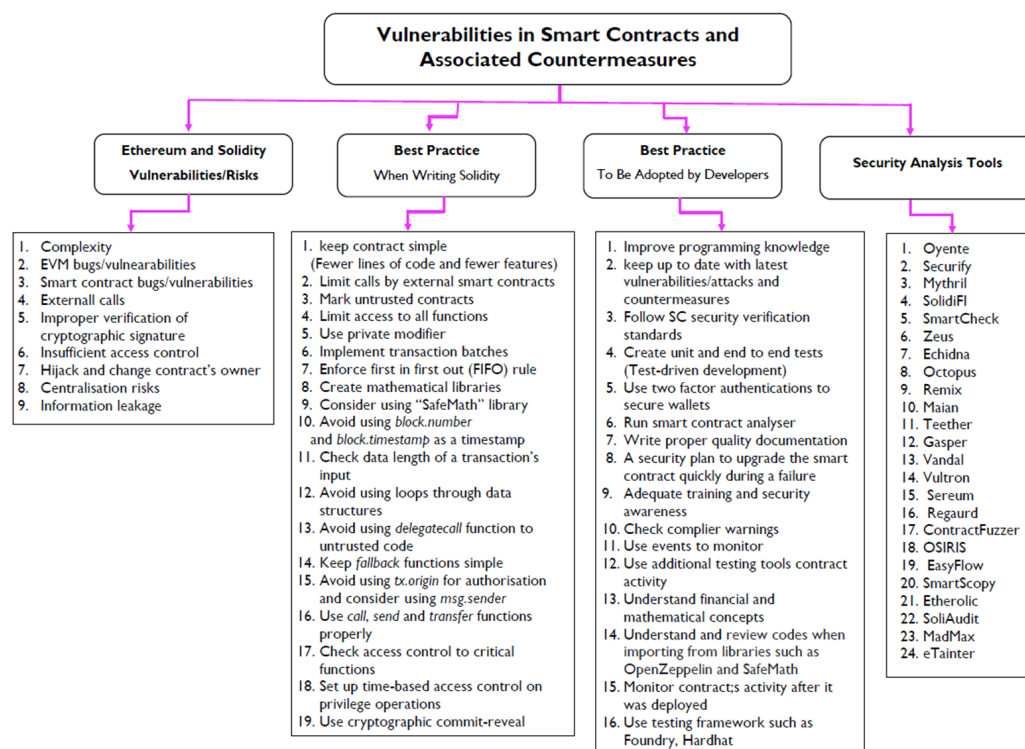 Vulnerabilities in Smart Contracts and
Associated Countermeasures
Ethereum and Solidity
Vulnerabilities/Risks
Best Practice
When Writing Solidity
Best Practice
To Be Adopted by Developers
Security Analysis Tools
1. Complexity
2. EVM bugs/vulnearabilities
3. Smart contract bugs/vulnerabilities
4. Externall calls
5. Improper verification of
cryptographic signature
6. Insufficient access control
7. Hijack and change contract's owner
8. Centralisation risks
9. Information leakage
1. keep contract simple
(Fewer lines of code and fewer features)
2. Limit calls by external smart contracts
3. Mark untrusted contracts
4. Limit access to all functions
5. Use private modifier
6. Implement transaction batches
7. Enforce first in first out (FIFO) rule
8. Create mathematical libraries
9. Consider using “SafeMath” library
10. Avoid using block.number
and block.timestamp as a timestamp
11. Check data length of a transaction's
input
12. Avoid using loops through data
structures
13. Avoid using delegatecall function to
untrusted code
14. Keep fallback functions simple
15. Avoid using tx.origin for authorisation
and consider using msg.sender
16. Use call, send and transfer functions
properly
17. Check access control to critical
functions
18. Set up time-based access control on
privilege operations
19. Use cryptographic commit-reveal
1. Improve programming knowledge
2. keep up to date with latest
vulnerabilities/attacks and
countermeasures
3. Follow SC security verification
standards
4. Create unit and end to end tests
(Test-driven development)
5. Use two factor authentications to
secure wallets
6. Run smart contract analyser
7. Write proper quality documentation
8. A security plan to upgrade the smart
contract quickly during a failure
9. Adequate training and security
awareness
10. Check complier warnings
11. Use events to monitor
12. Use additional testing tools contract
activity
13. Understand financial and
mathematical concepts
14. Understand and review codes when
importing from libraries such as
OpenZeppelin and SafeMath
15. Monitor contract;s activity after it
was deployed
16. Use testing framework such as
Foundry, Hardhat
1. Oyente
2. Securify
3. Mythril
4. SolidiFI
5. SmartCheck
6. Zeus
7. Echidna
8. Octopus
9. Remix
10. Maian
11. Teether
12. Gasper
13. Vandal
14. Vultron
15. Sereum
16. Regaurd
17. ContractFuzzer
18. OSIRIS
19. EasyFlow
20. SmartScopy
21. Etherolic
22. SoliAudit
23. MadMax
24. eTainter